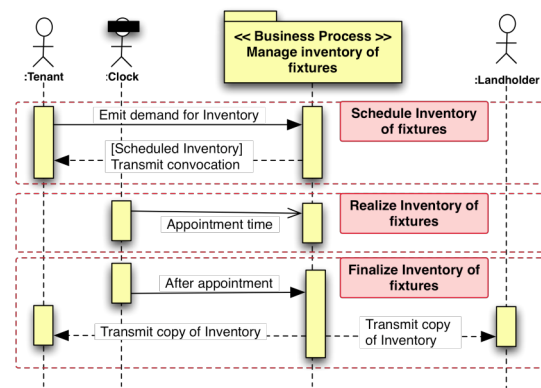 << Business Process >>
Manage inventory of
fixtures
:Tenant
:Clock
:Landholder
Emit demand for Inventory
Schedule Inventory
of fixtures
[Scheduled Inventory]
Transmit convocation
Realize Inventory of
fixtures
Appointment time
Finalize Inventory of
fixtures
After appointment
Transmit copy of Inventory
Transmit copy
of Inventory